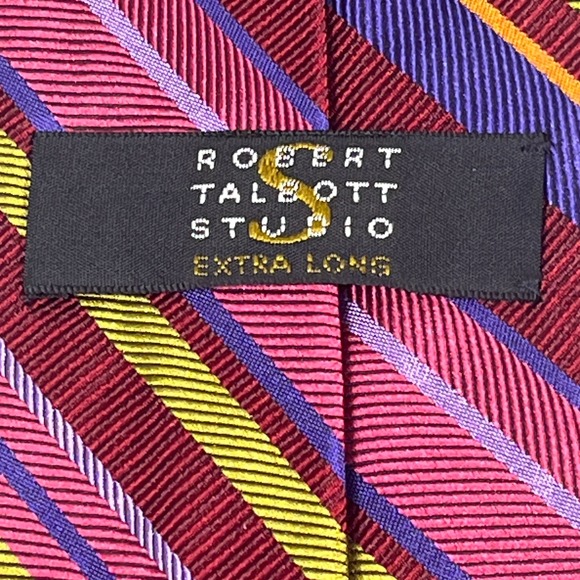 ROBERT
TALBOTT
STUDIO
S
EXTRA LONG